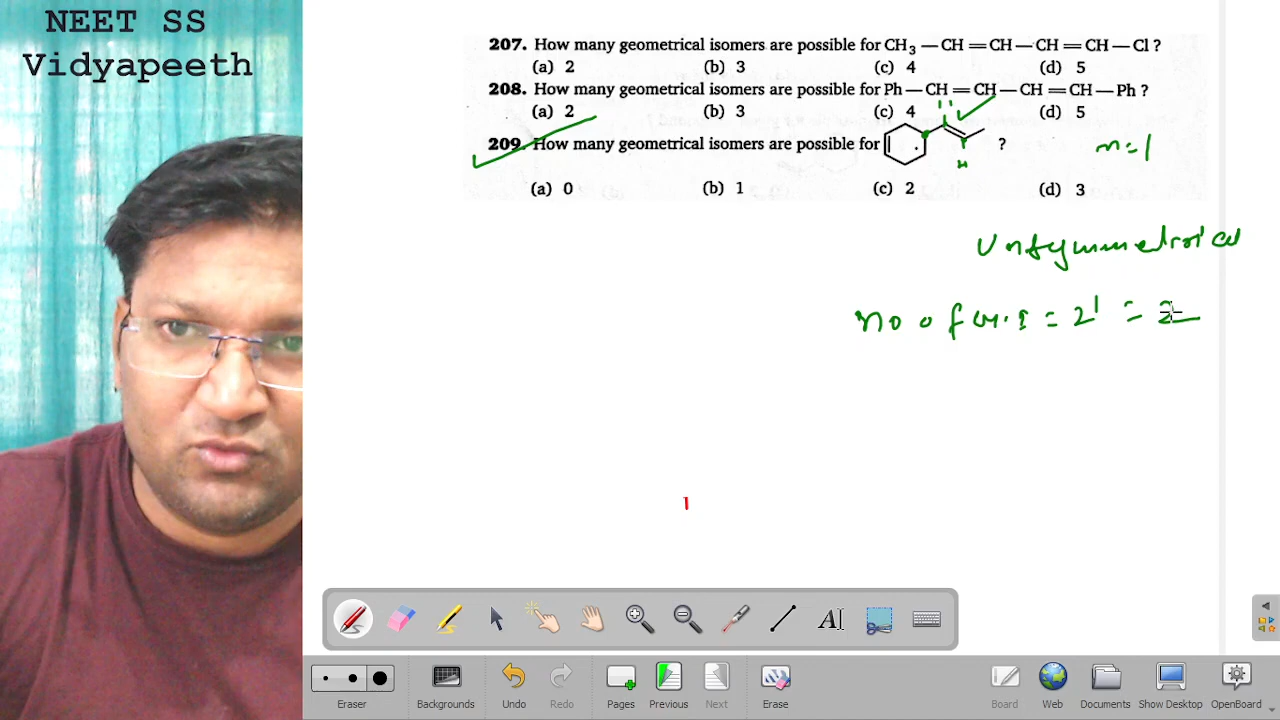 NEET SS
Vidyapeeth
207. How many geometrical isomers are possible for CH3 — CH = CH — CH = CH — Cl ?
(a) 2 (b) 3 (c) 4 (d) 5
208. How many geometrical isomers are possible for Ph — CH = CH — CH = CH — Ph ?
(a) 2 (b) 3 (c) 4 (d) 5
209. How many geometrical isomers are possible for ?
H
n=1
(a) 0 (b) 1 (c) 2 (d) 3
Unsymmetrical
no of G.I = 2^1 = 2
Eraser Backgrounds Undo Redo Pages Previous Next Erase Board Web Documents Show Desktop OpenBoard